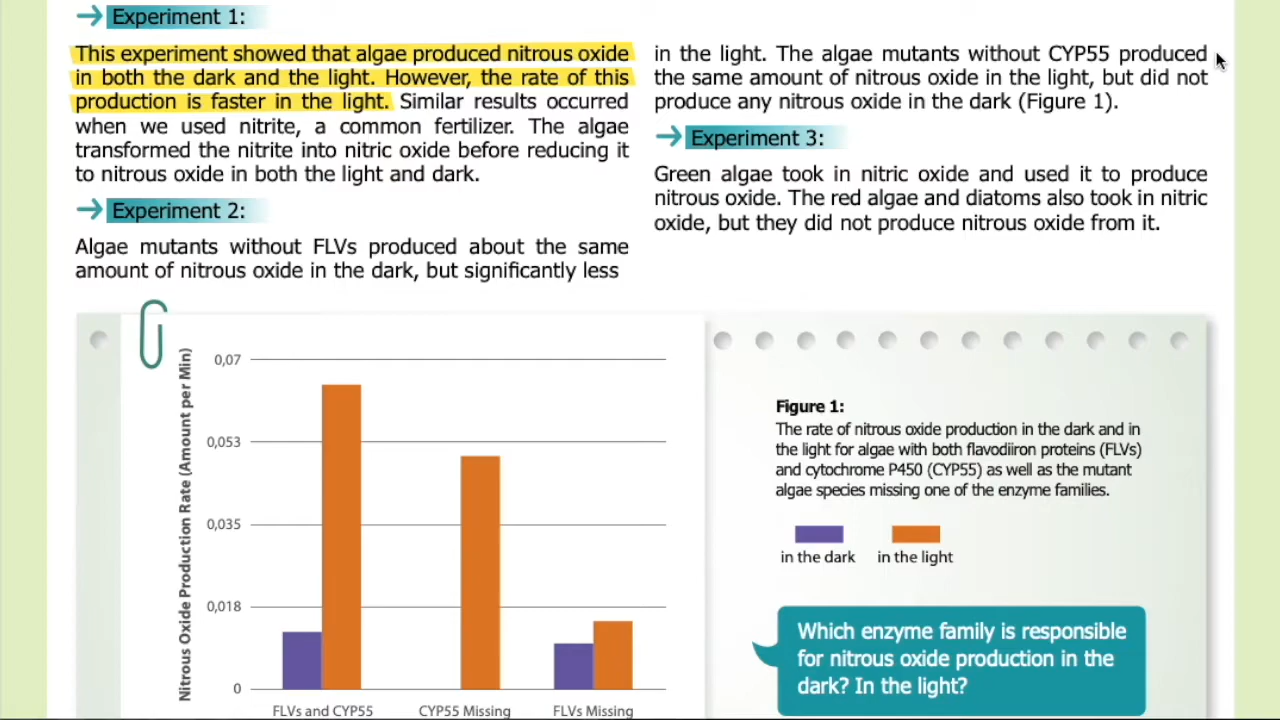 Experiment 1:
This experiment showed that algae produced nitrous oxide
in both the dark and the light. However, the rate of this
production is faster in the light. Similar results occurred
when we used nitrite, a common fertilizer. The algae
transformed the nitrite into nitric oxide before reducing it
to nitrous oxide in both the light and dark.
Experiment 2:
Algae mutants without FLVs produced about the same
amount of nitrous oxide in the dark, but significantly less
in the light. The algae mutants without CYP55 produced
the same amount of nitrous oxide in the light, but did not
produce any nitrous oxide in the dark (Figure 1).
Experiment 3:
Green algae took in nitric oxide and used it to produce
nitrous oxide. The red algae and diatoms also took in nitric
oxide, but they did not produce nitrous oxide from it.
Nitrous Oxide Production Rate (Amount per Min)
0,07
0,053
0,035
0,018
0
FLVs and CYP55
CYP55 Missing
FLVs Missing
Figure 1:
The rate of nitrous oxide production in the dark and in
the light for algae with both flavodiiron proteins (FLVs)
and cytochrome P450 (CYP55) as well as the mutant
algae species missing one of the enzyme families.
in the dark
in the light
Which enzyme family is responsible
for nitrous oxide production in the
dark? In the light?